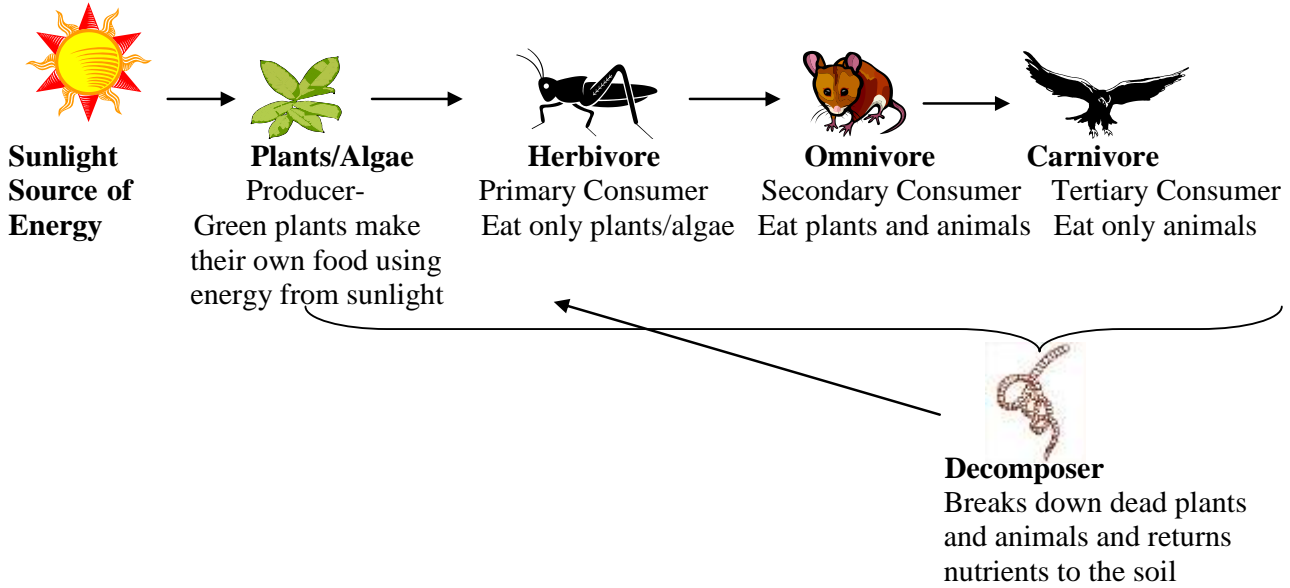 Sunlight
Source of
Energy
Plants/Algae
Producer-
Green plants make
their own food using
energy from sunlight
Herbivore
Primary Consumer
Eat only plants/algae
Omnivore
Secondary Consumer
Eat plants and animals
Carnivore
Tertiary Consumer
Eat only animals
Decomposer
Breaks down dead plants
and animals and returns
nutrients to the soil